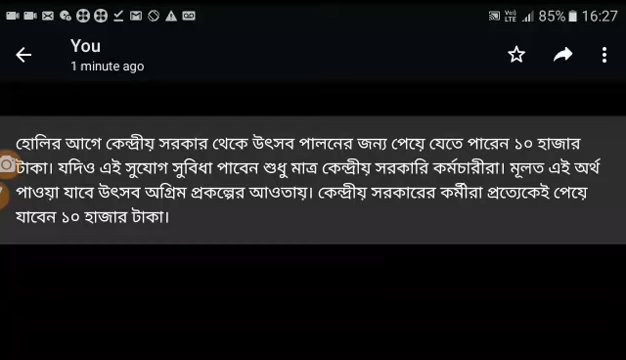 85% 16:27
You
1 minute ago
হোলির আগে কেন্দ্রীয় সরকার থেকে উৎসব পালনের জন্য পেয়ে যেতে পারেন ১০ হাজার
টাকা। যদিও এই সুযোগ সুবিধা পাবেন শুধু মাত্র কেন্দ্রীয় সরকারি কর্মচারীরা। মূলত এই অর্থ
পাওয়া যাবে উৎসব অগ্রিম প্রকল্পের আওতায়। কেন্দ্রীয় সরকারের কর্মীরা প্রত্যেকেই পেয়ে
যাবেন ১০ হাজার টাকা।